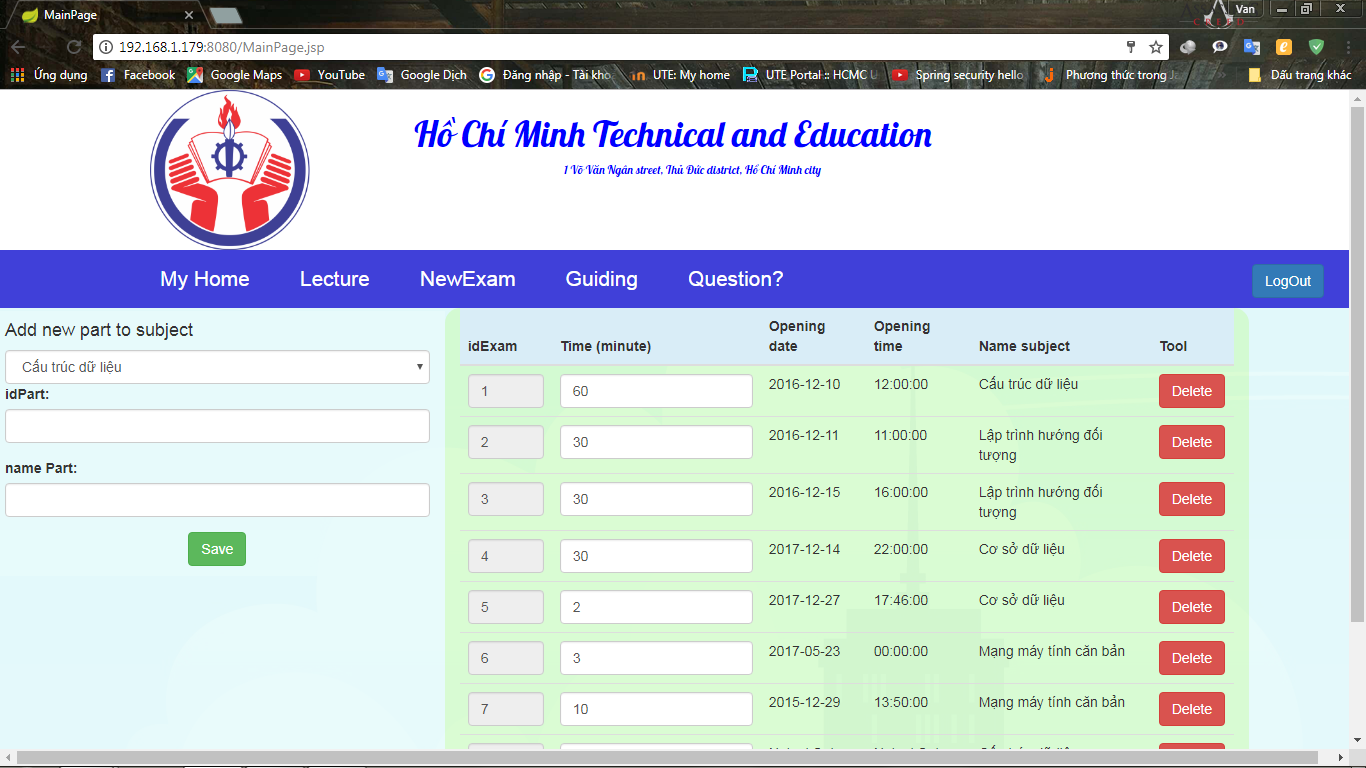 MainPage
Van
192.168.1.179:8080/MainPage.jsp
Ứng dụng
Facebook
Google Maps
YouTube
Google Dịch
Đăng nhập - Tài kho
UTE: My home
UTE Portal :: HCMC U
Spring security hello
Phương thức trong Ja
Dấu trang khác
Hồ Chí Minh Technical and Education
1 Võ Văn Ngân street, Thủ Đức district, Hồ Chí Minh city
My Home Lecture NewExam Guiding Question? LogOut
Add new part to subject
Cấu trúc dữ liệu
idPart:
name Part:
Save
idExam Time (minute) Opening date Opening time Name subject Tool
1 60 2016-12-10 12:00:00 Cấu trúc dữ liệu Delete
2 30 2016-12-11 11:00:00 Lập trình hướng đối tượng Delete
3 30 2016-12-15 16:00:00 Lập trình hướng đối tượng Delete
4 30 2017-12-14 22:00:00 Cơ sở dữ liệu Delete
5 2 2017-12-27 17:46:00 Cơ sở dữ liệu Delete
6 3 2017-05-23 00:00:00 Mạng máy tính căn bản Delete
7 10 2015-12-29 13:50:00 Mạng máy tính căn bản Delete